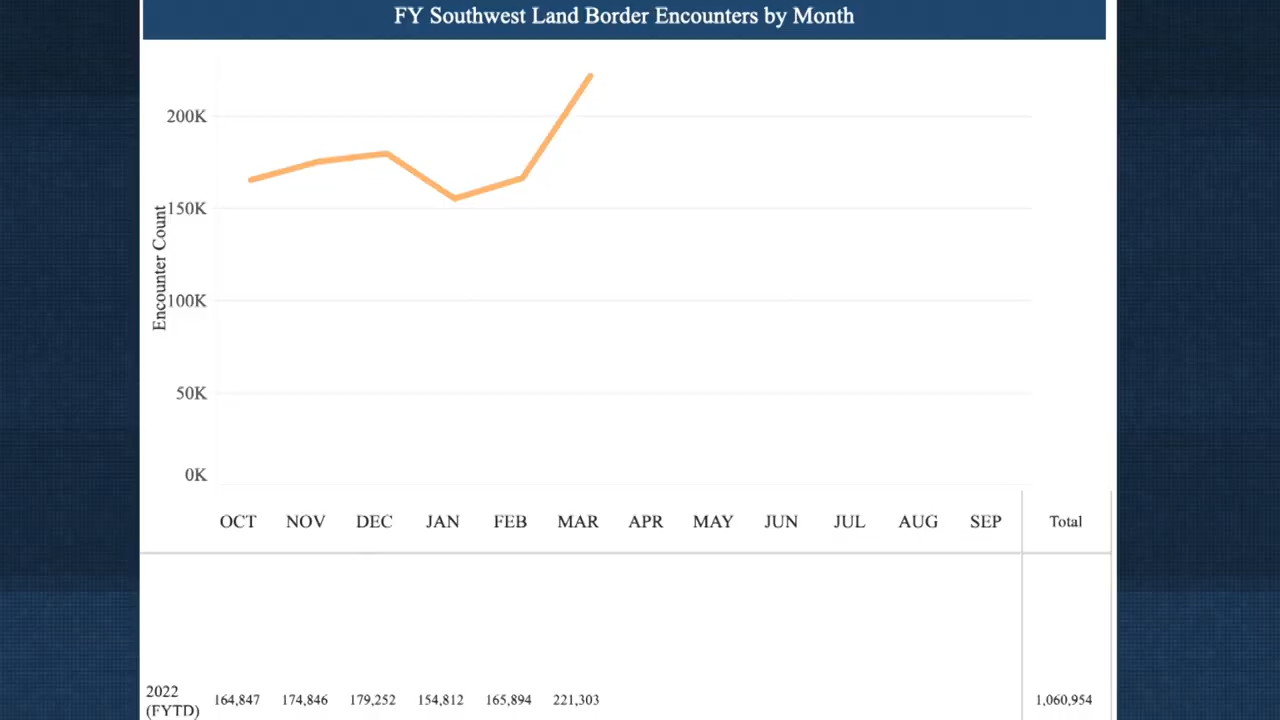 FY Southwest Land Border Encounters by Month
200K
150K
100K
50K
0K
Encounter Count
OCT NOV DEC JAN FEB MAR APR MAY JUN JUL AUG SEP Total
2022
(FYTD) 164,847 174,846 179,252 154,812 165,894 221,303 1,060,954